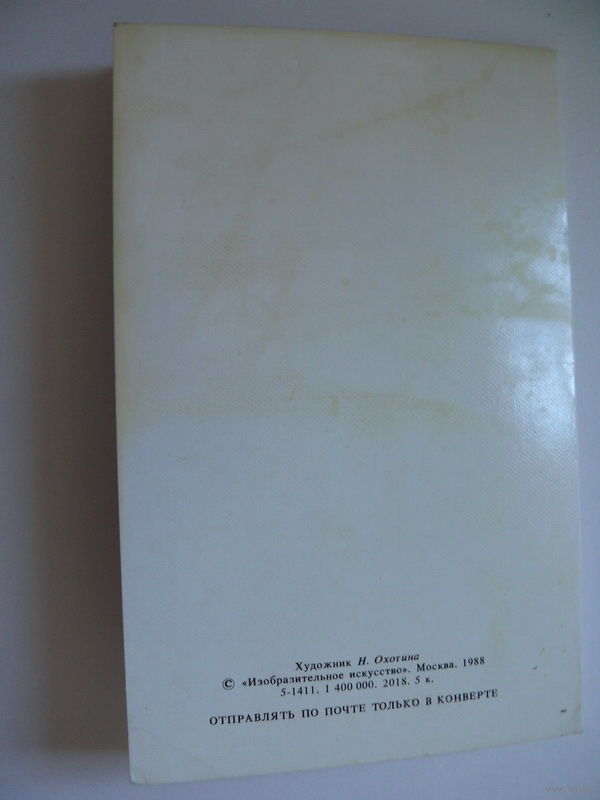 Художник Н. Охотина
© «Изобразительное искусство». Москва. 1988
5-1411. 1 400 000. 2018. 5 к.
ОТПРАВЛЯТЬ ПО ПОЧТЕ ТОЛЬКО В КОНВЕРТЕ